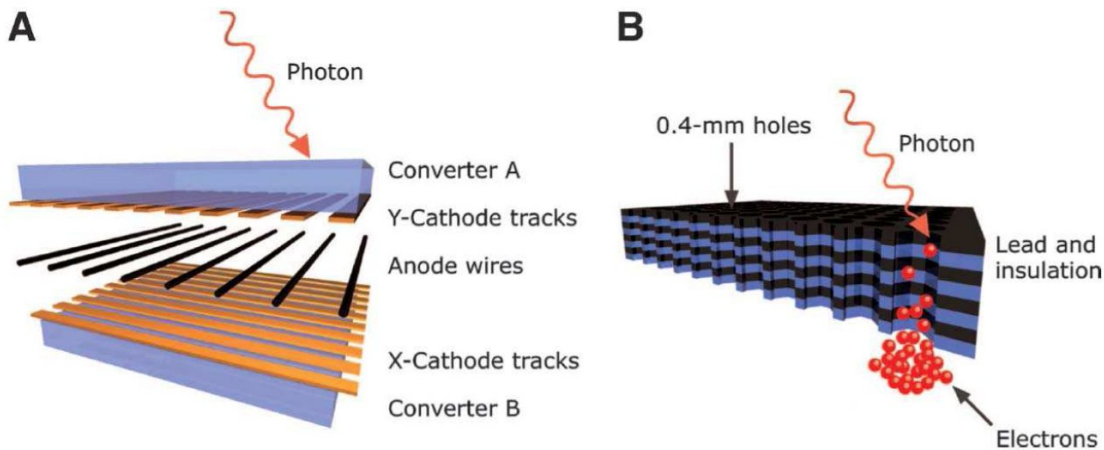 A
Photon
Converter A
Y-Cathode tracks
Anode wires
X-Cathode tracks
Converter B
B
0.4-mm holes
Photon
Lead and
insulation
Electrons